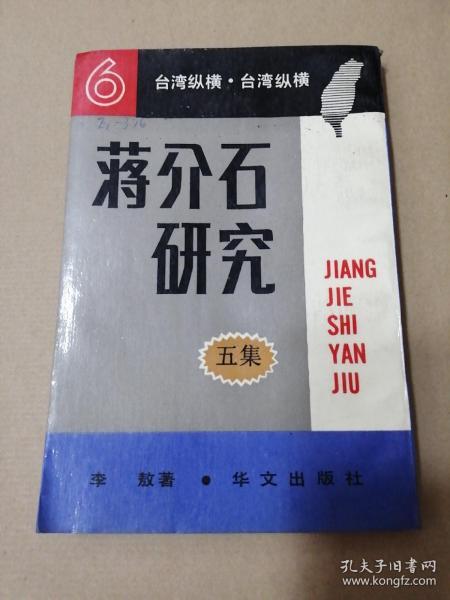 6
台湾纵横·台湾纵横
蒋介石
研究
五集
JIANG
JIE
SHI
YAN
JIU
李 敖著 • 华文出版社
孔夫子旧书网
www.kongfz.com